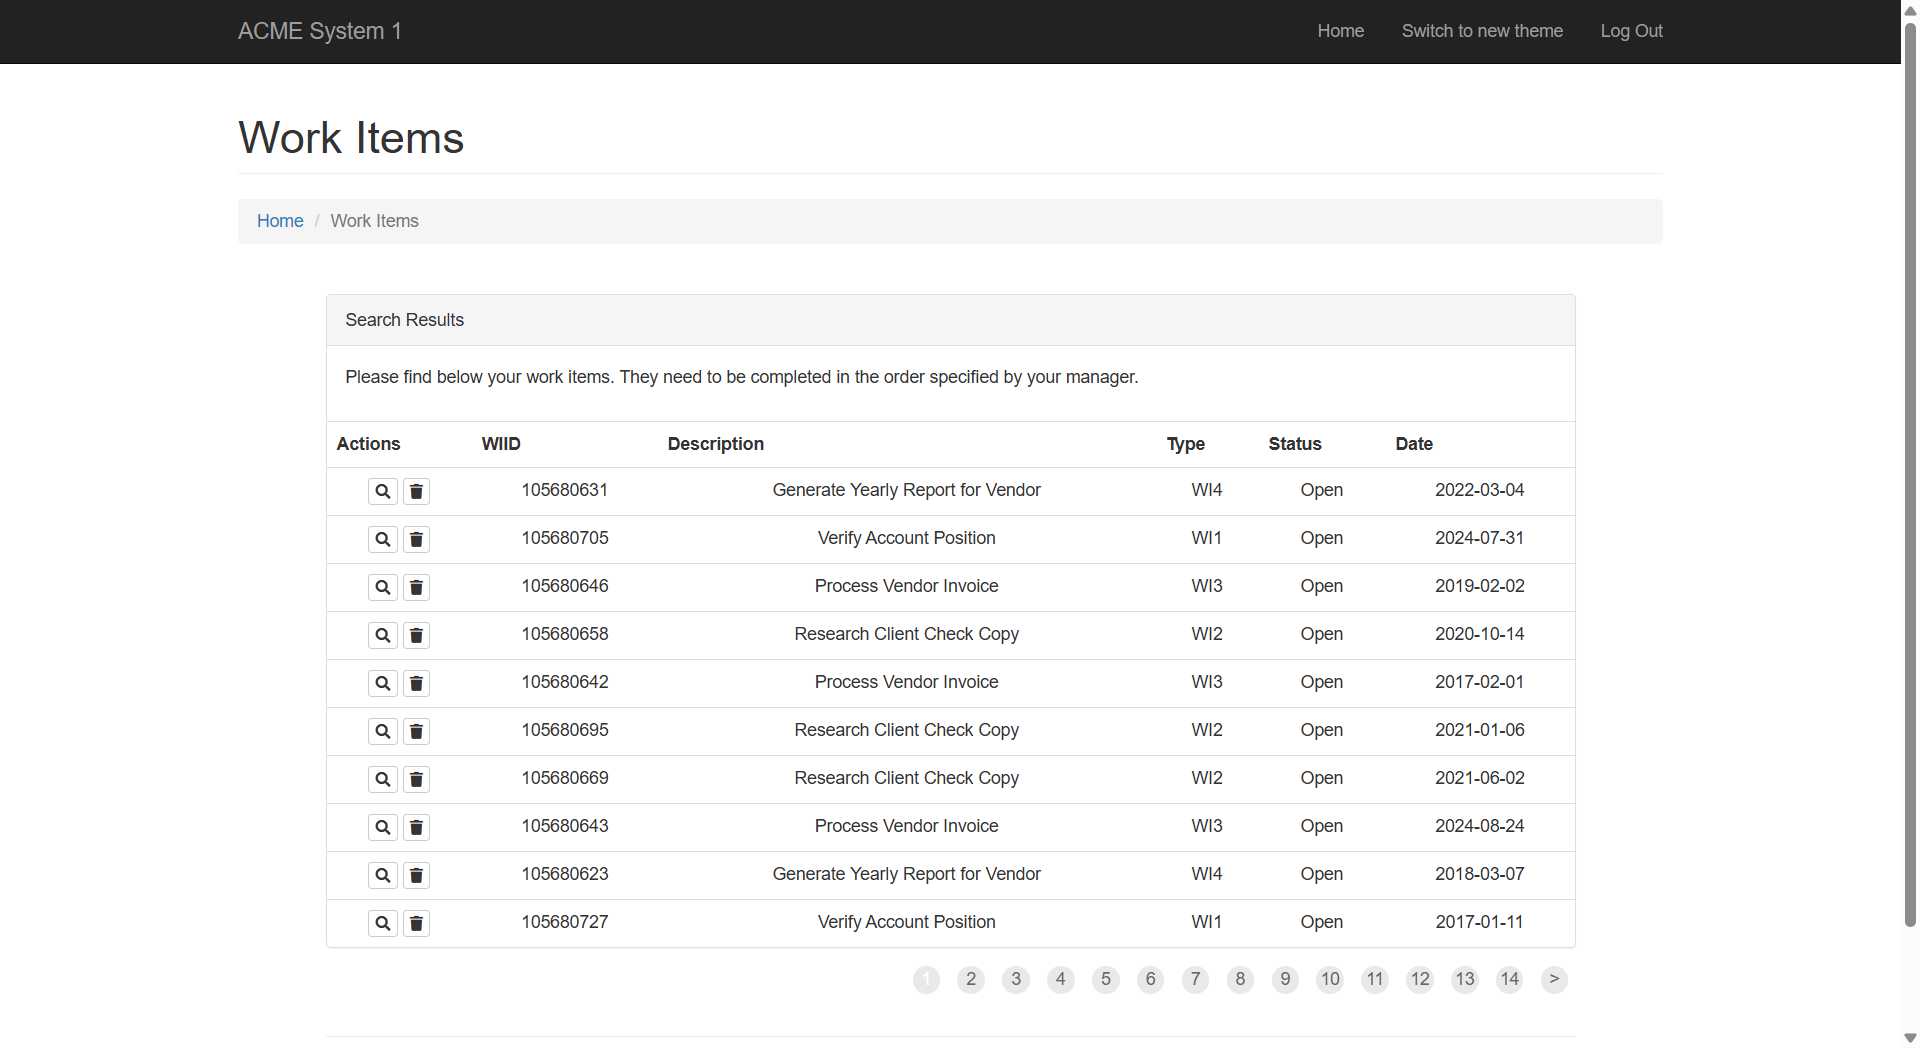 ACME System 1 Home Switch to new theme Log Out
Work Items
Home / Work Items
Search Results
Please find below your work items. They need to be completed in the order specified by your manager.
Actions WIID Description Type Status Date
105680631 Generate Yearly Report for Vendor WI4 Open 2022-03-04
105680705 Verify Account Position WI1 Open 2024-07-31
105680646 Process Vendor Invoice WI3 Open 2019-02-02
105680658 Research Client Check Copy WI2 Open 2020-10-14
105680642 Process Vendor Invoice WI3 Open 2017-02-01
105680695 Research Client Check Copy WI2 Open 2021-01-06
105680669 Research Client Check Copy WI2 Open 2021-06-02
105680643 Process Vendor Invoice WI3 Open 2024-08-24
105680623 Generate Yearly Report for Vendor WI4 Open 2018-03-07
105680727 Verify Account Position WI1 Open 2017-01-11
1 2 3 4 5 6 7 8 9 10 11 12 13 14 >